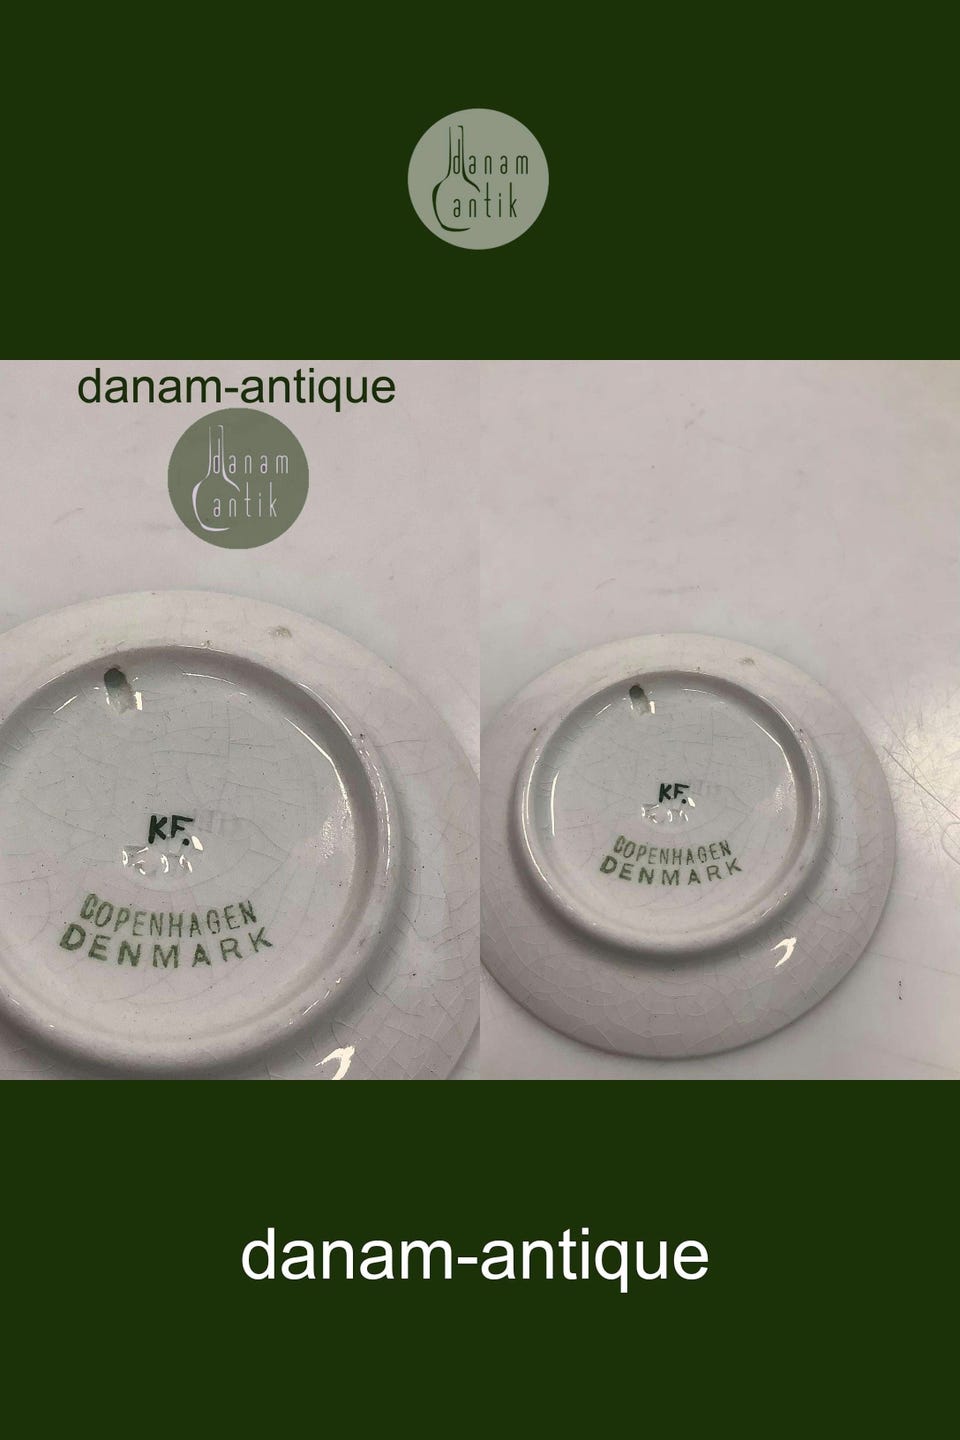 danam
antik
danam-antique
danam
antik
KF.
COPENHAGEN
DENMARK
KF.
COPENHAGEN
DENMARK
danam-antique